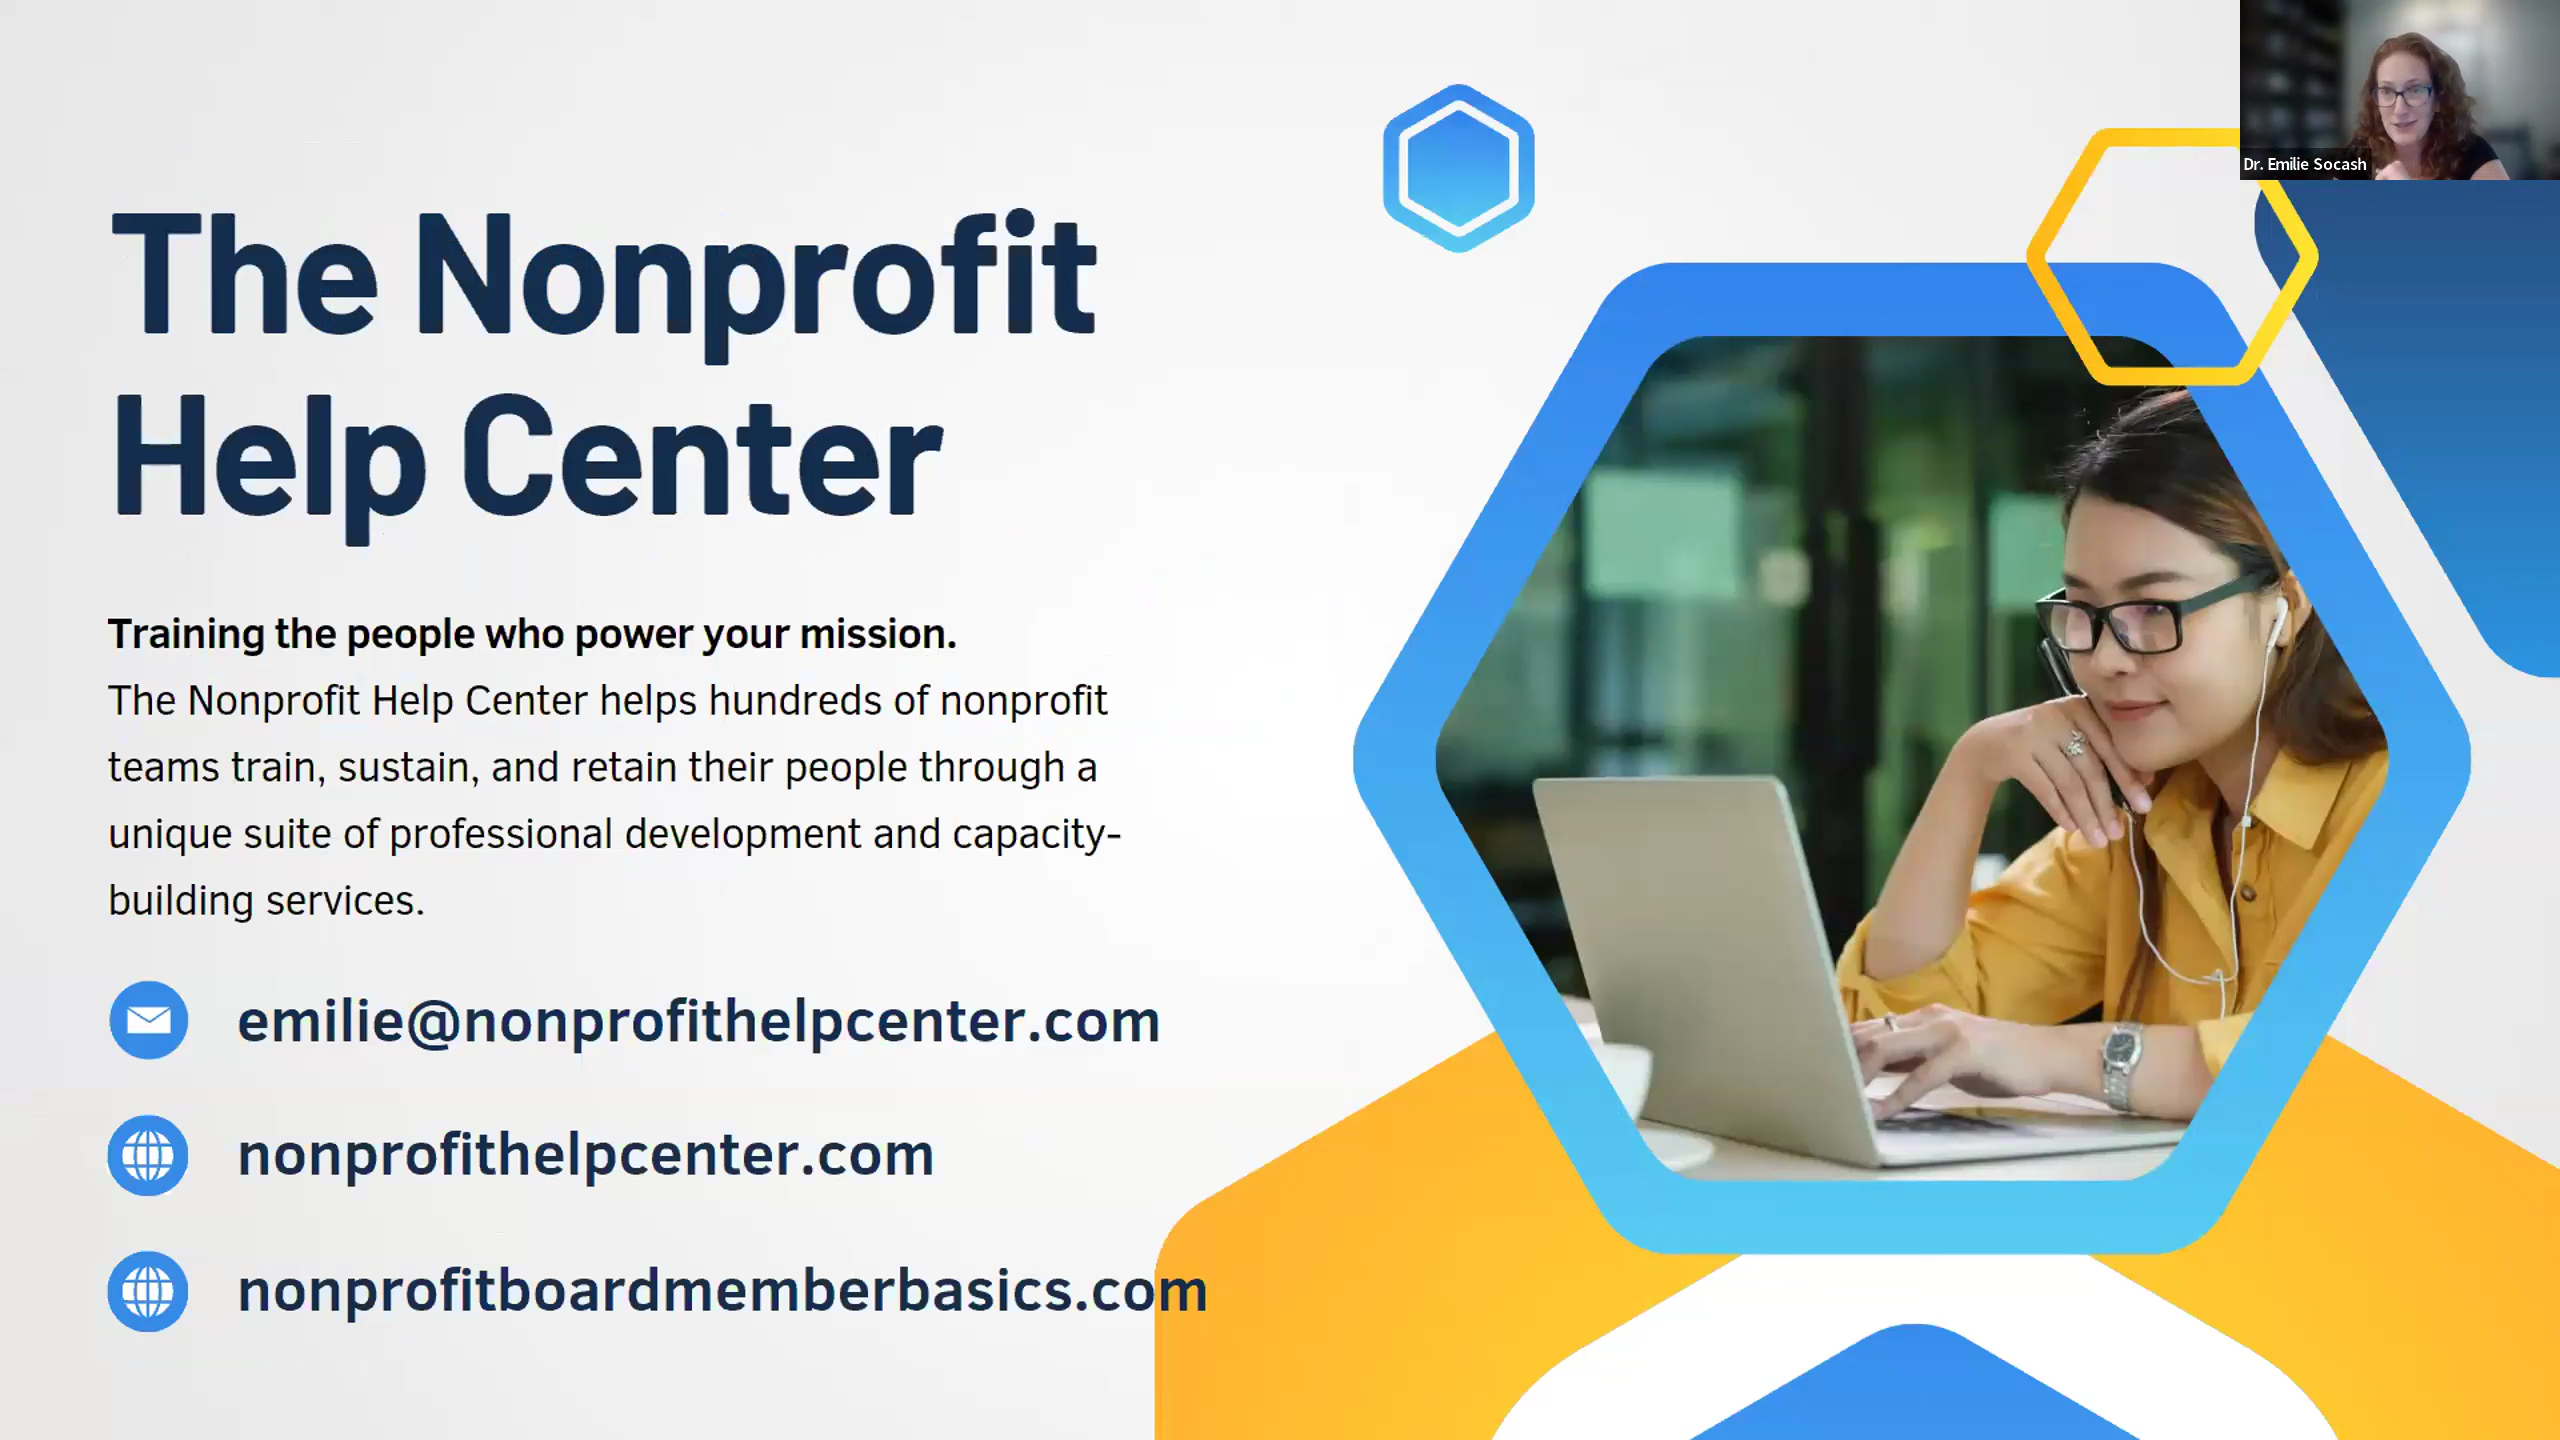 The Nonprofit
Help Center
Training the people who power your mission.
The Nonprofit Help Center helps hundreds of nonprofit
teams train, sustain, and retain their people through a
unique suite of professional development and capacity-
building services.
emilie@nonprofithelpcenter.com
nonprofithelpcenter.com
nonprofitboardmemberbasics.com
Dr. Emilie Socash